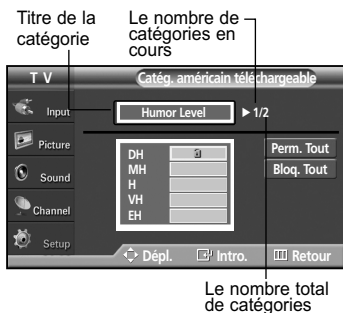 Titre de la
catégorie
Le nombre de
catégories en
cours
T V
Catég. américain téléchargeable
Input
Humor Level
► 1/2
Picture
Sound
Channel
Setup
DH
MH
H
VH
EH
Perm. Tout
Bloq. Tout
Dépl.
Intro.
Retour
Le nombre total
de catégories